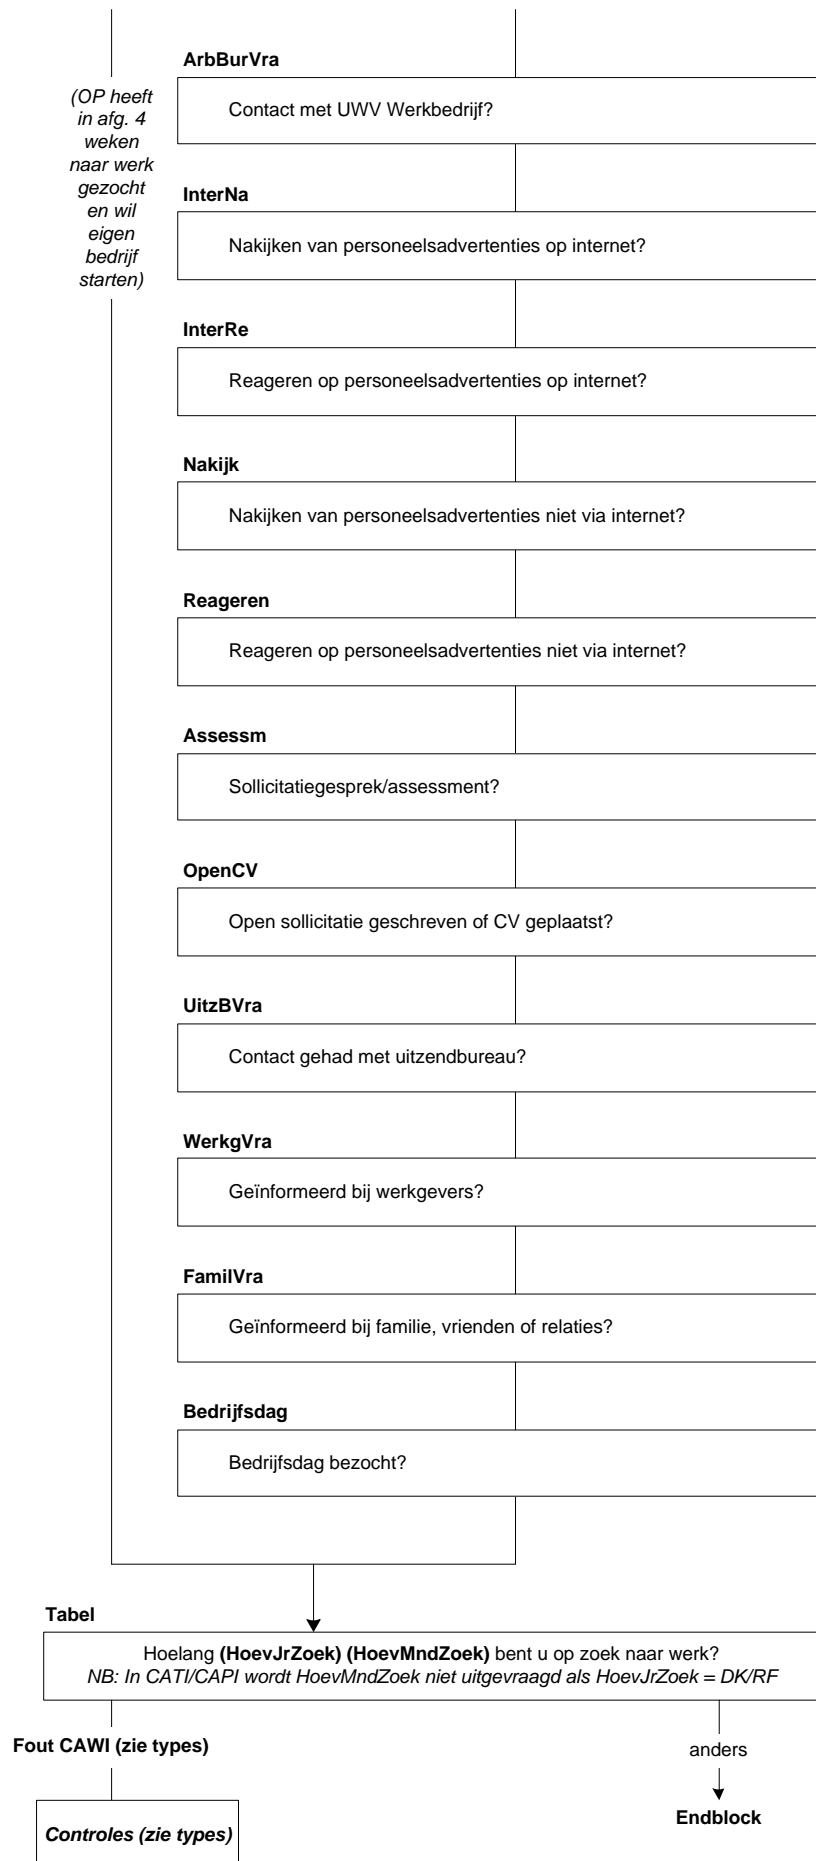 ArbBurVra
(OP heeft
in afg. 4
weken
naar werk
gezocht
en wil
eigen
bedrijf
starten)
Contact met UWV Werkbedrijf?
InterNa
Nakijken van personeelsadvertenties op internet?
InterRe
Reageren op personeelsadvertenties op internet?
Nakijk
Nakijken van personeelsadvertenties niet via internet?
Reageren
Reageren op personeelsadvertenties niet via internet?
Assessm
Sollicitatiegesprek/assessment?
OpenCV
Open sollicitatie geschreven of CV geplaatst?
UitzBVra
Contact gehad met uitzendbureau?
WerkgVra
Geïnformeerd bij werkgevers?
FamilVra
Geïnformeerd bij familie, vrienden of relaties?
Bedrijfsdag
Bedrijfsdag bezocht?
Tabel
Hoelang (HoevJrZoek) (HoevMndZoek) bent u op zoek naar werk?
NB: In CATI/CAPI wordt HoevMndZoek niet uitgevraagd als HoevJrZoek = DK/RF
Fout CAWI (zie types)
anders
Endblock
Controles (zie types)